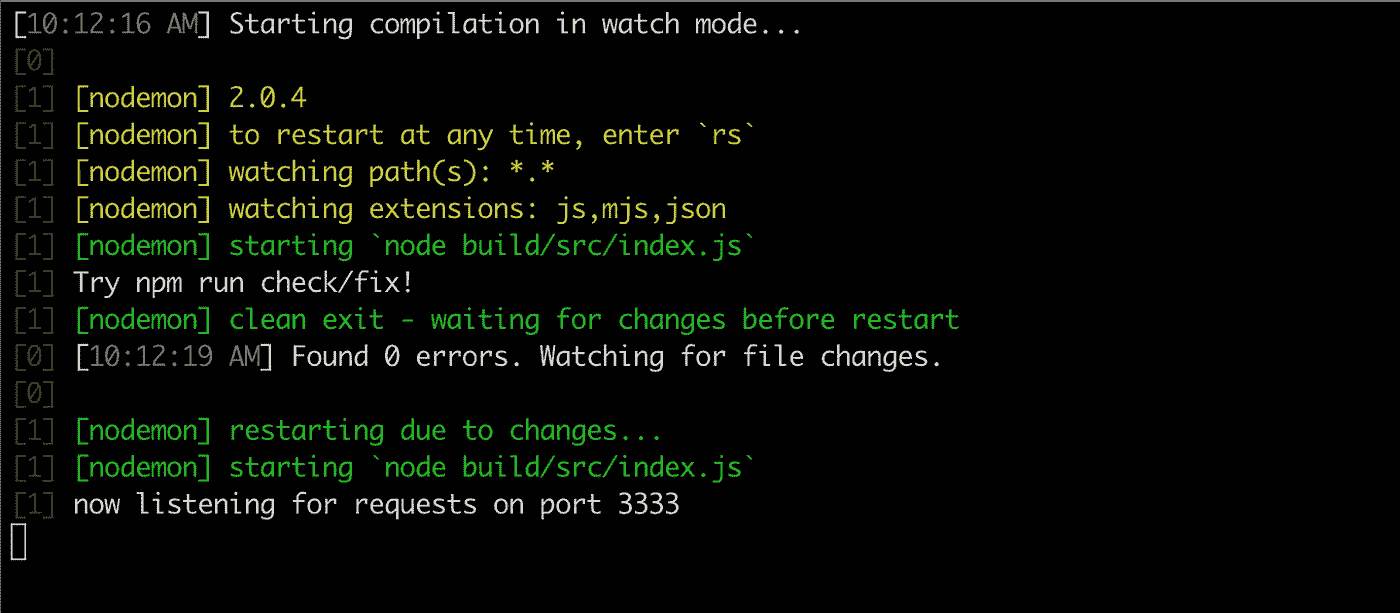 [10:12:16 AM] Starting compilation in watch mode...
[0]
[1] [nodemon] 2.0.4
[1] [nodemon] to restart at any time, enter `rs`
[1] [nodemon] watching path(s): *.*
[1] [nodemon] watching extensions: js,mjs,json
[1] [nodemon] starting `node build/src/index.js`
[1] Try npm run check/fix!
[1] [nodemon] clean exit - waiting for changes before restart
[0] [10:12:19 AM] Found 0 errors. Watching for file changes.
[0]
[1] [nodemon] restarting due to changes...
[1] [nodemon] starting `node build/src/index.js`
[1] now listening for requests on port 3333